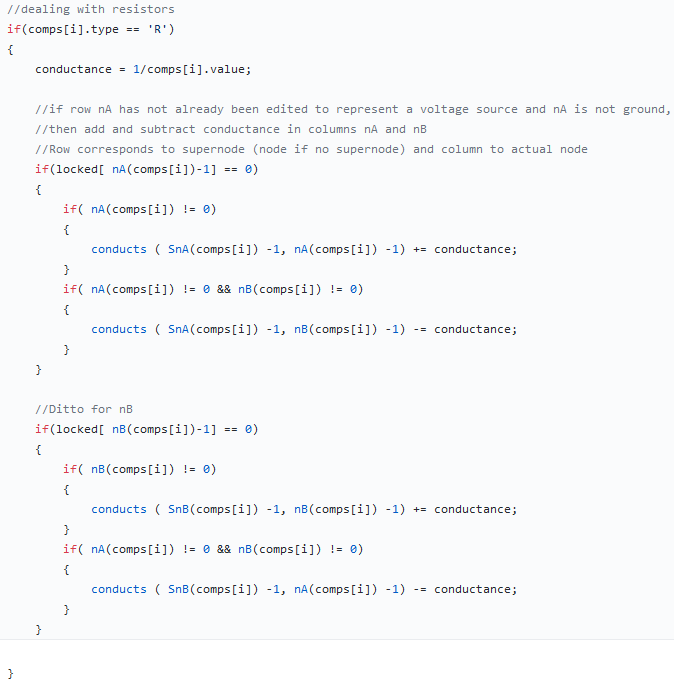 //dealing with resistors
if(comps[i].type == 'R')
{
    conductance = 1/comps[i].value;

    //if row nA has not already been edited to represent a voltage source and nA is not ground,
    //then add and subtract conductance in columns nA and nB
    //Row corresponds to supernode (node if no supernode) and column to actual node
    if(locked[ nA(comps[i])-1] == 0)
    {
        if( nA(comps[i]) != 0)
        {
            conducts ( SnA(comps[i]) -1, nA(comps[i]) -1) += conductance;
        }
        if( nA(comps[i]) != 0 && nB(comps[i]) != 0)
        {
            conducts ( SnA(comps[i]) -1, nB(comps[i]) -1) -= conductance;
        }
    }

    //Ditto for nB
    if(locked[ nB(comps[i])-1] == 0)
    {
        if( nB(comps[i]) != 0)
        {
            conducts ( SnB(comps[i]) -1, nB(comps[i]) -1) += conductance;
        }
        if( nA(comps[i]) != 0 && nB(comps[i]) != 0)
        {
            conducts ( SnB(comps[i]) -1, nA(comps[i]) -1) -= conductance;
        }
    }

}